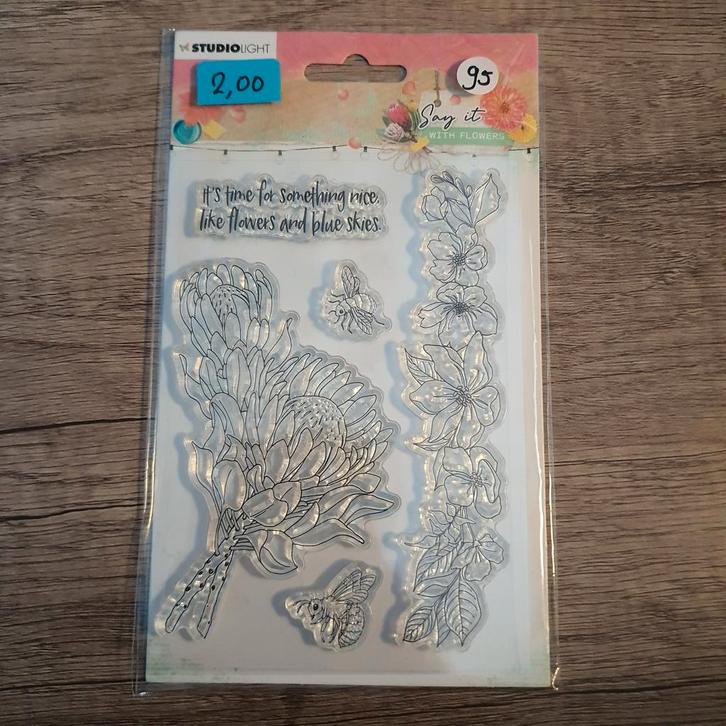 STUDIOLIGHT
2,00
95
Say it
WITH FLOWERS
it's time for something nice.
like flowers and blue skies.